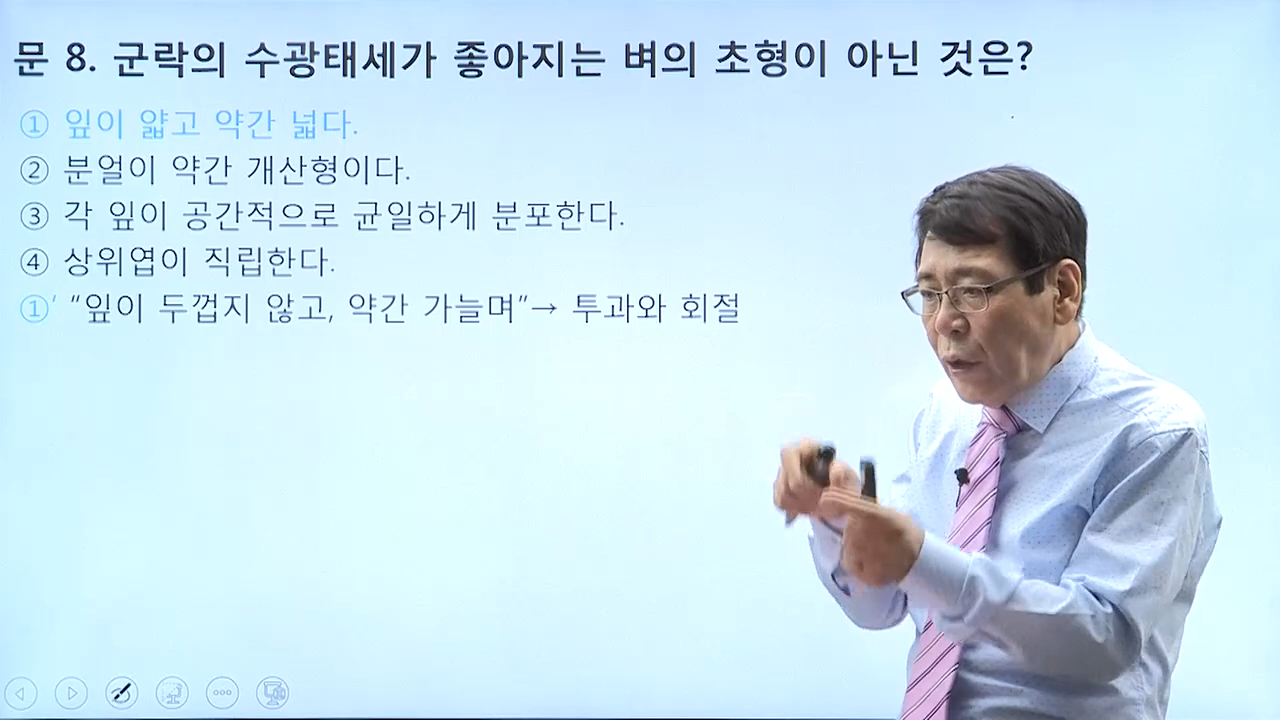 문 8. 군락의 수광태세가 좋아지는 벼의 초형이 아닌 것은?
① 잎이 얇고 약간 넓다.
② 분얼이 약간 개산형이다.
③ 각 잎이 공간적으로 균일하게 분포한다.
④ 상위엽이 직립한다.
①′ “잎이 두껍지 않고, 약간 가늘며”→ 투과와 회절